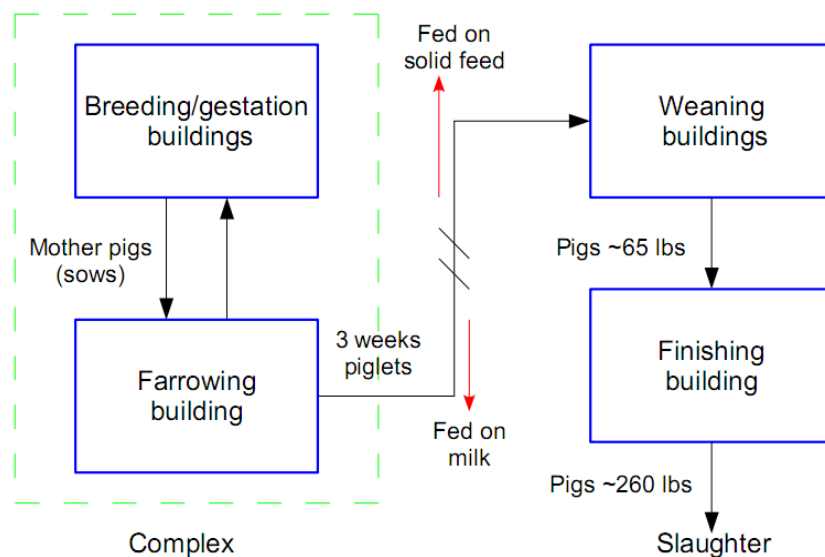 Breeding/gestation
buildings
Mother pigs
(sows)
Farrowing
building
3 weeks
piglets
Complex
Fed on
solid feed
Fed on
milk
Weaning
buildings
Pigs ~65 lbs
Finishing
building
Pigs ~260 lbs
Slaughter